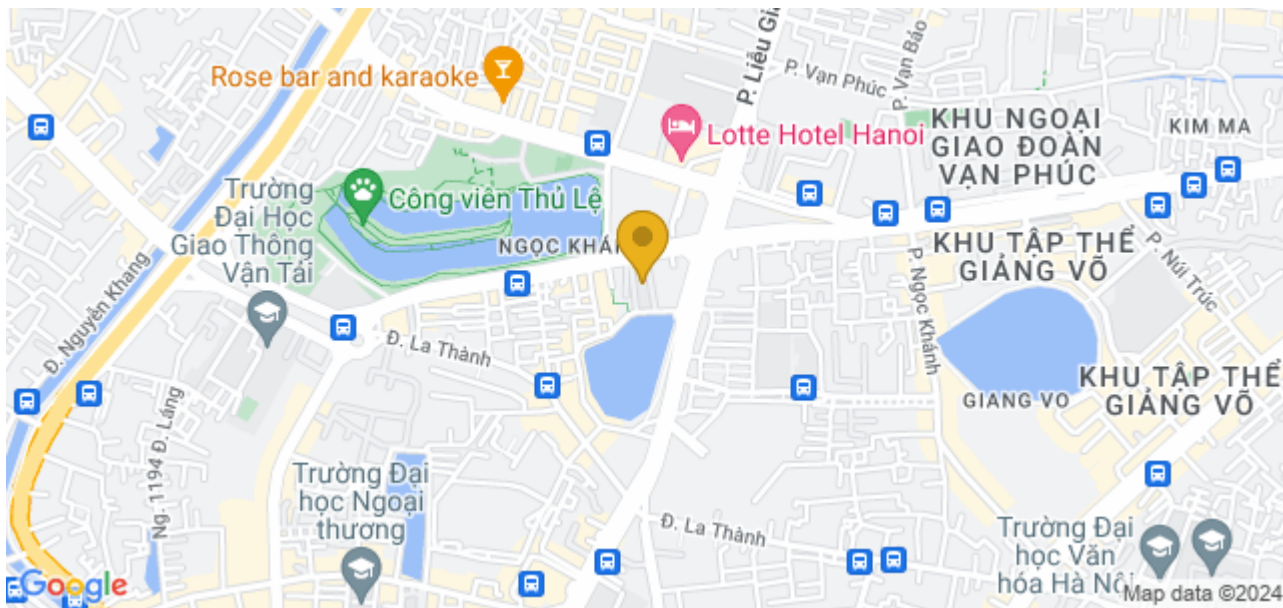 P. Liễu Gi
Rose bar and karaoke
P. Vạn Phúc
P. Vạn Bảo
Lotte Hotel Hanoi
KHU NGOẠI
GIAO ĐOÀN
VẠN PHÚC
KIM MA
Trường
Đại Học
Giao Thông
Vận Tải
Công viên Thủ Lệ
NGỌC KHÁN
KHU TẬP THỂ
GIẢNG VÕ
P. Núi Trúc
P. Ngọc Khánh
Đ. Nguyên Khang
Đ. La Thành
KHU TẬP THỂ
GIẢNG VÕ
GIANG VO
Ng. 1194 Đ. Láng
Trường Đại
học Ngoại
thương
Đ. La Thành
Trường Đại
học Văn
hóa Hà Nội
Google
Map data ©2024